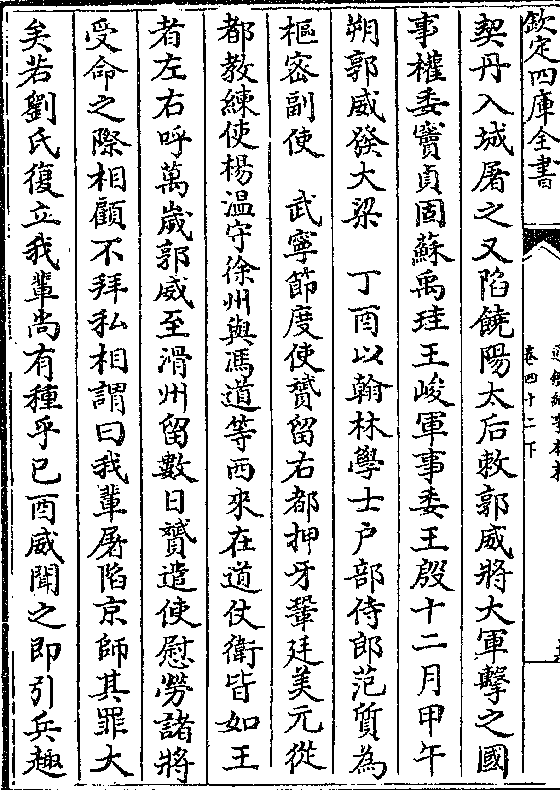 欽定四庫全書
卷四十二下
契丹入城屠之又陷饒陽太后敕郭威將大軍擊之國
事權委竇貞固蘇禹珪王峻軍事委王殷十二月甲午
朔郭威發大梁　丁酉以翰林學士户部侍郎范質為
樞密副使　武寧節度使贇留右都押牙鞏廷美元從
都教練使楊温守徐州與馮道等西來在道仗衛皆如王
者左右呼萬歲郭威至滑州留數日贇遣使慰勞諸將
受命之際相顧不拜私相謂曰我輩屠陷京師其罪大
矣若劉氏復立我輩尚有種乎已酉威聞之即引兵趣